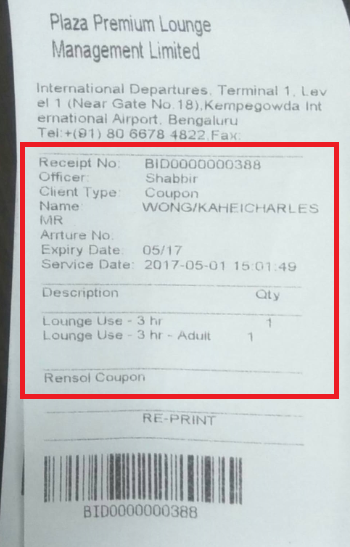 Plaza Premium Lounge
Management Limited
International Departures, Terminal 1, Lev
el 1 (Near Gate No.18),Kempegowda Int
ernational Airport, Bengaluru
Tel:+(91) 80 6678 4822,Fax:
Receipt No: BID0000000388
Officer: Shabbir
Client Type: Coupon
Name WONG/KAHEICHARLES
MR
Arrture No:
Expiry Date: 05/17
Service Date: 2017-05-01 15:01:49
Description Qty
Lounge Use - 3 hr 1
Lounge Use - 3 hr - Adult 1
Rensol Coupon
RE-PRINT
BID0000000388